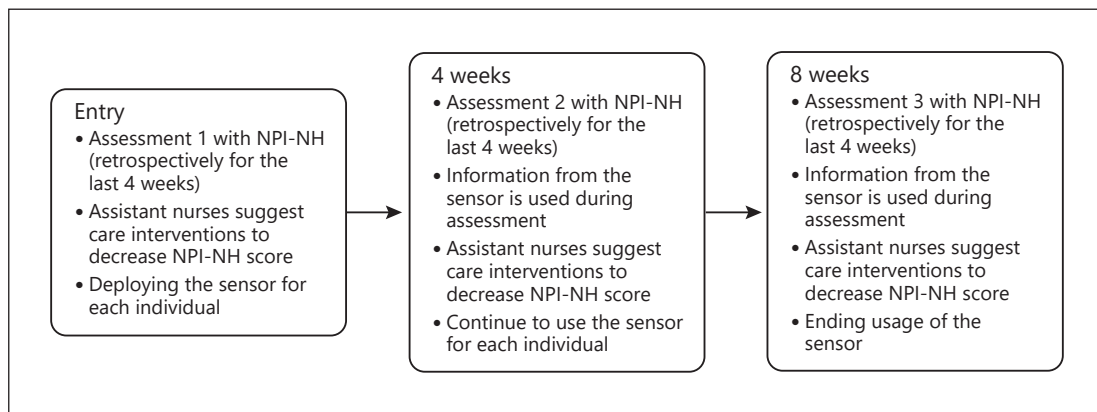 Entry
• Assessment 1 with NPI-NH
(retrospectively for the
last 4 weeks)
• Assistant nurses suggest
care interventions to
decrease NPI-NH score
• Deploying the sensor for
each individual
4 weeks
• Assessment 2 with NPI-NH
(retrospectively for the
last 4 weeks)
• Information from the
sensor is used during
assessment
• Assistant nurses suggest
care interventions to
decrease NPI-NH score
• Continue to use the sensor
for each individual
8 weeks
• Assessment 3 with NPI-NH
(retrospectively for the
last 4 weeks)
• Information from the
sensor is used during
assessment
• Assistant nurses suggest
care interventions to
decrease NPI-NH score
• Ending usage of the
sensor